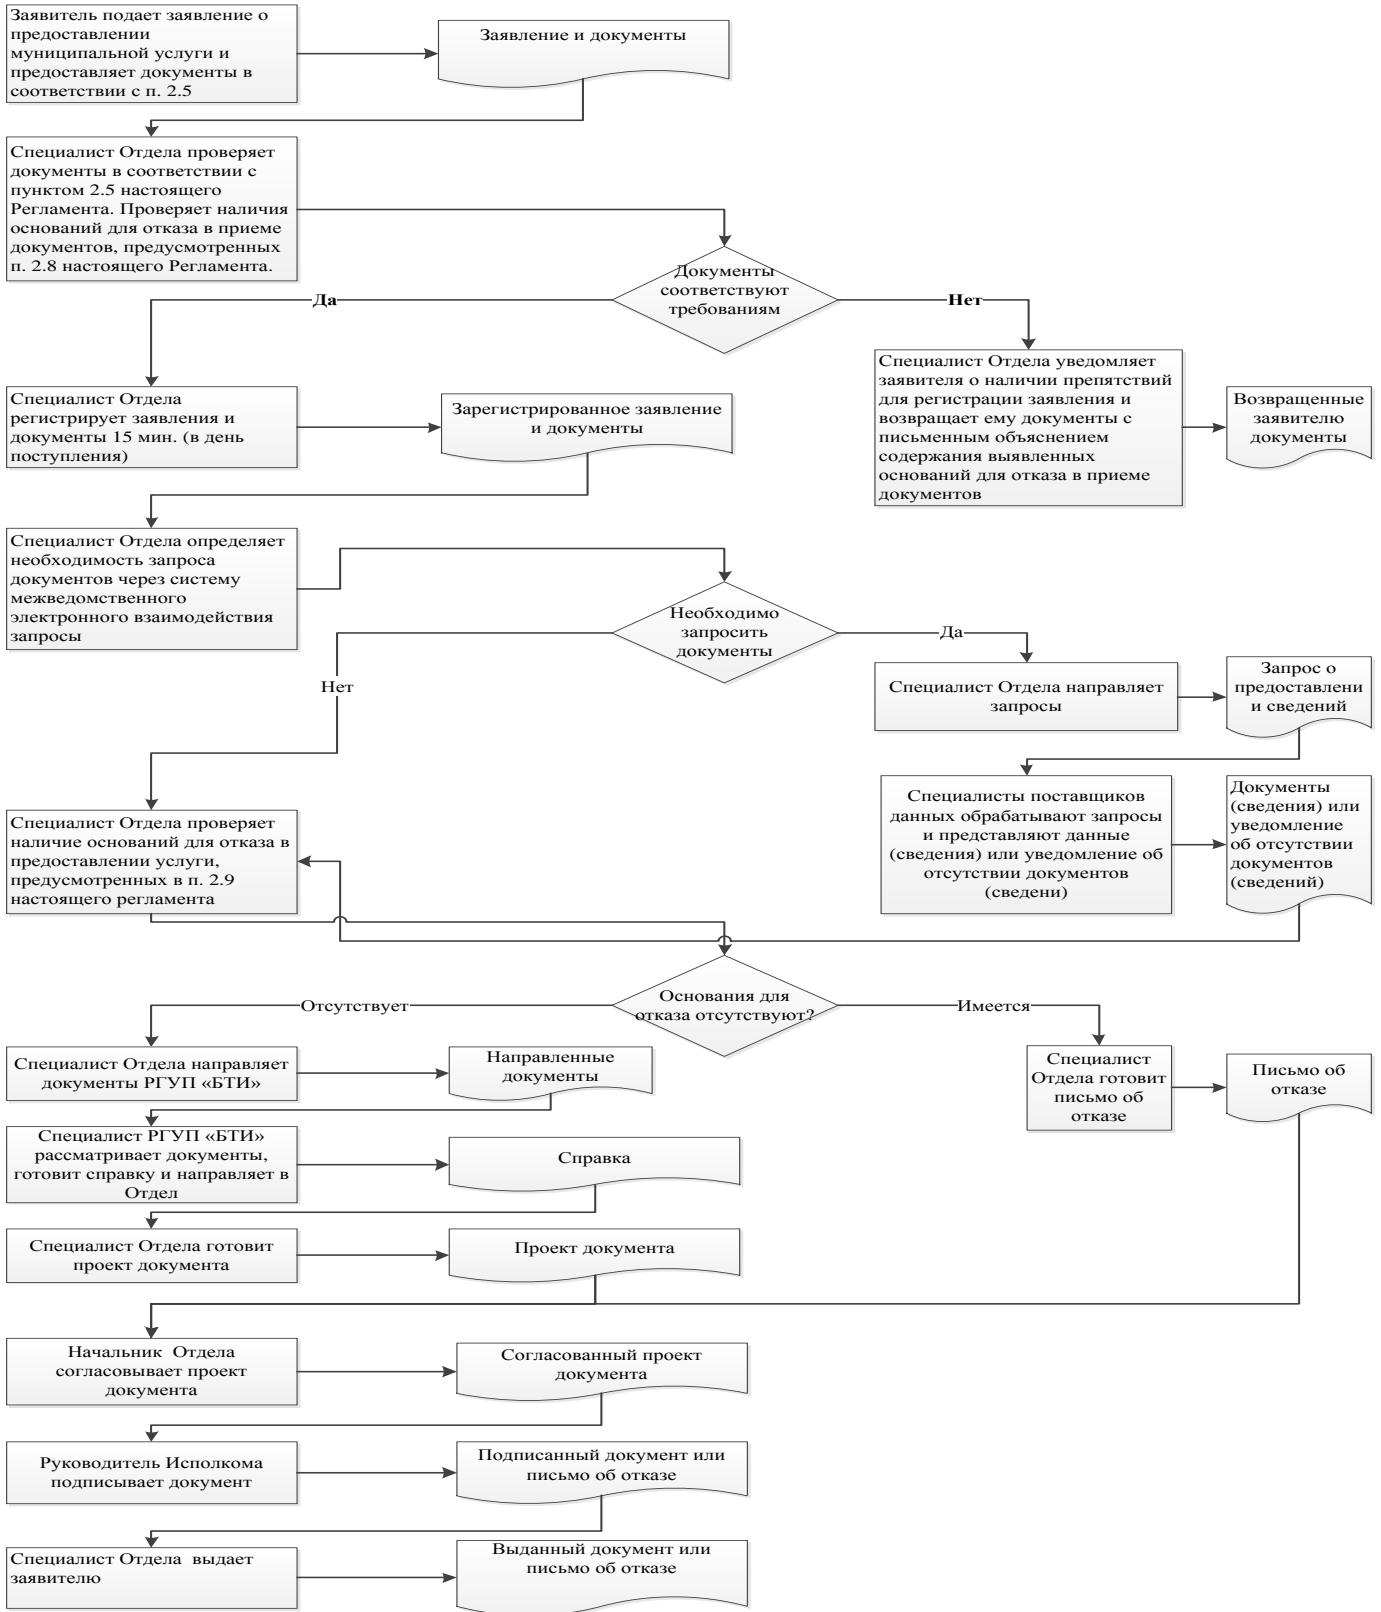 Заявитель подает заявление о
предоставлении
муниципальной услуги и
предоставляет документы в
соответствии с п. 2.5
Заявление и документы
Специалист Отдела проверяет
документы в соответствии с
пунктом 2.5 настоящего
Регламента. Проверяет наличия
оснований для отказа в приеме
документов, предусмотренных
п. 2.8 настоящего Регламента.
Документы
соответствуют
требованиям
Да
Нет
Специалист Отдела
регистрирует заявления и
документы 15 мин. (в день
поступления)
Зарегистрированное заявление
и документы
Специалист Отдела уведомляет
заявителя о наличии препятствий
для регистрации заявления и
возвращает ему документы с
письменным объяснением
содержания выявленных
оснований для отказа в приеме
документов
Возвращенные
заявителю
документы
Специалист Отдела определяет
необходимость запроса
документов через систему
межведомственного
электронного взаимодействия
запросы
Необходимо
запросить
документы
Да
Нет
Специалист Отдела направляет
запросы
Запрос о
предоставлени
и сведений
Специалисты поставщиков
данных обрабатывают запросы
и представляют данные
(сведения) или уведомление об
отсутствии документов
(сведени)
Документы
(сведения) или
уведомление
об отсутствии
документов
(сведений)
Специалист Отдела проверяет
наличие оснований для отказа в
предоставлении услуги,
предусмотренных в п. 2.9
настоящего регламента
Основания для
отказа отсутствуют?
Отсутствует
Имеется
Специалист Отдела направляет
документы РГУП «БТИ»
Направленные
документы
Специалист
Отдела готовит
письмо об
отказе
Письмо об
отказе
Специалист РГУП «БТИ»
рассматривает документы,
готовит справку и направляет в
Отдел
Справка
Специалист Отдела готовит
проект документа
Проект документа
Начальник  Отдела
согласовывает проект
документа
Согласованный проект
документа
Руководитель Исполкома
подписывает документ
Подписанный документ или
письмо об отказе
Специалист Отдела  выдает
заявителю
Выданный документ или
письмо об отказе